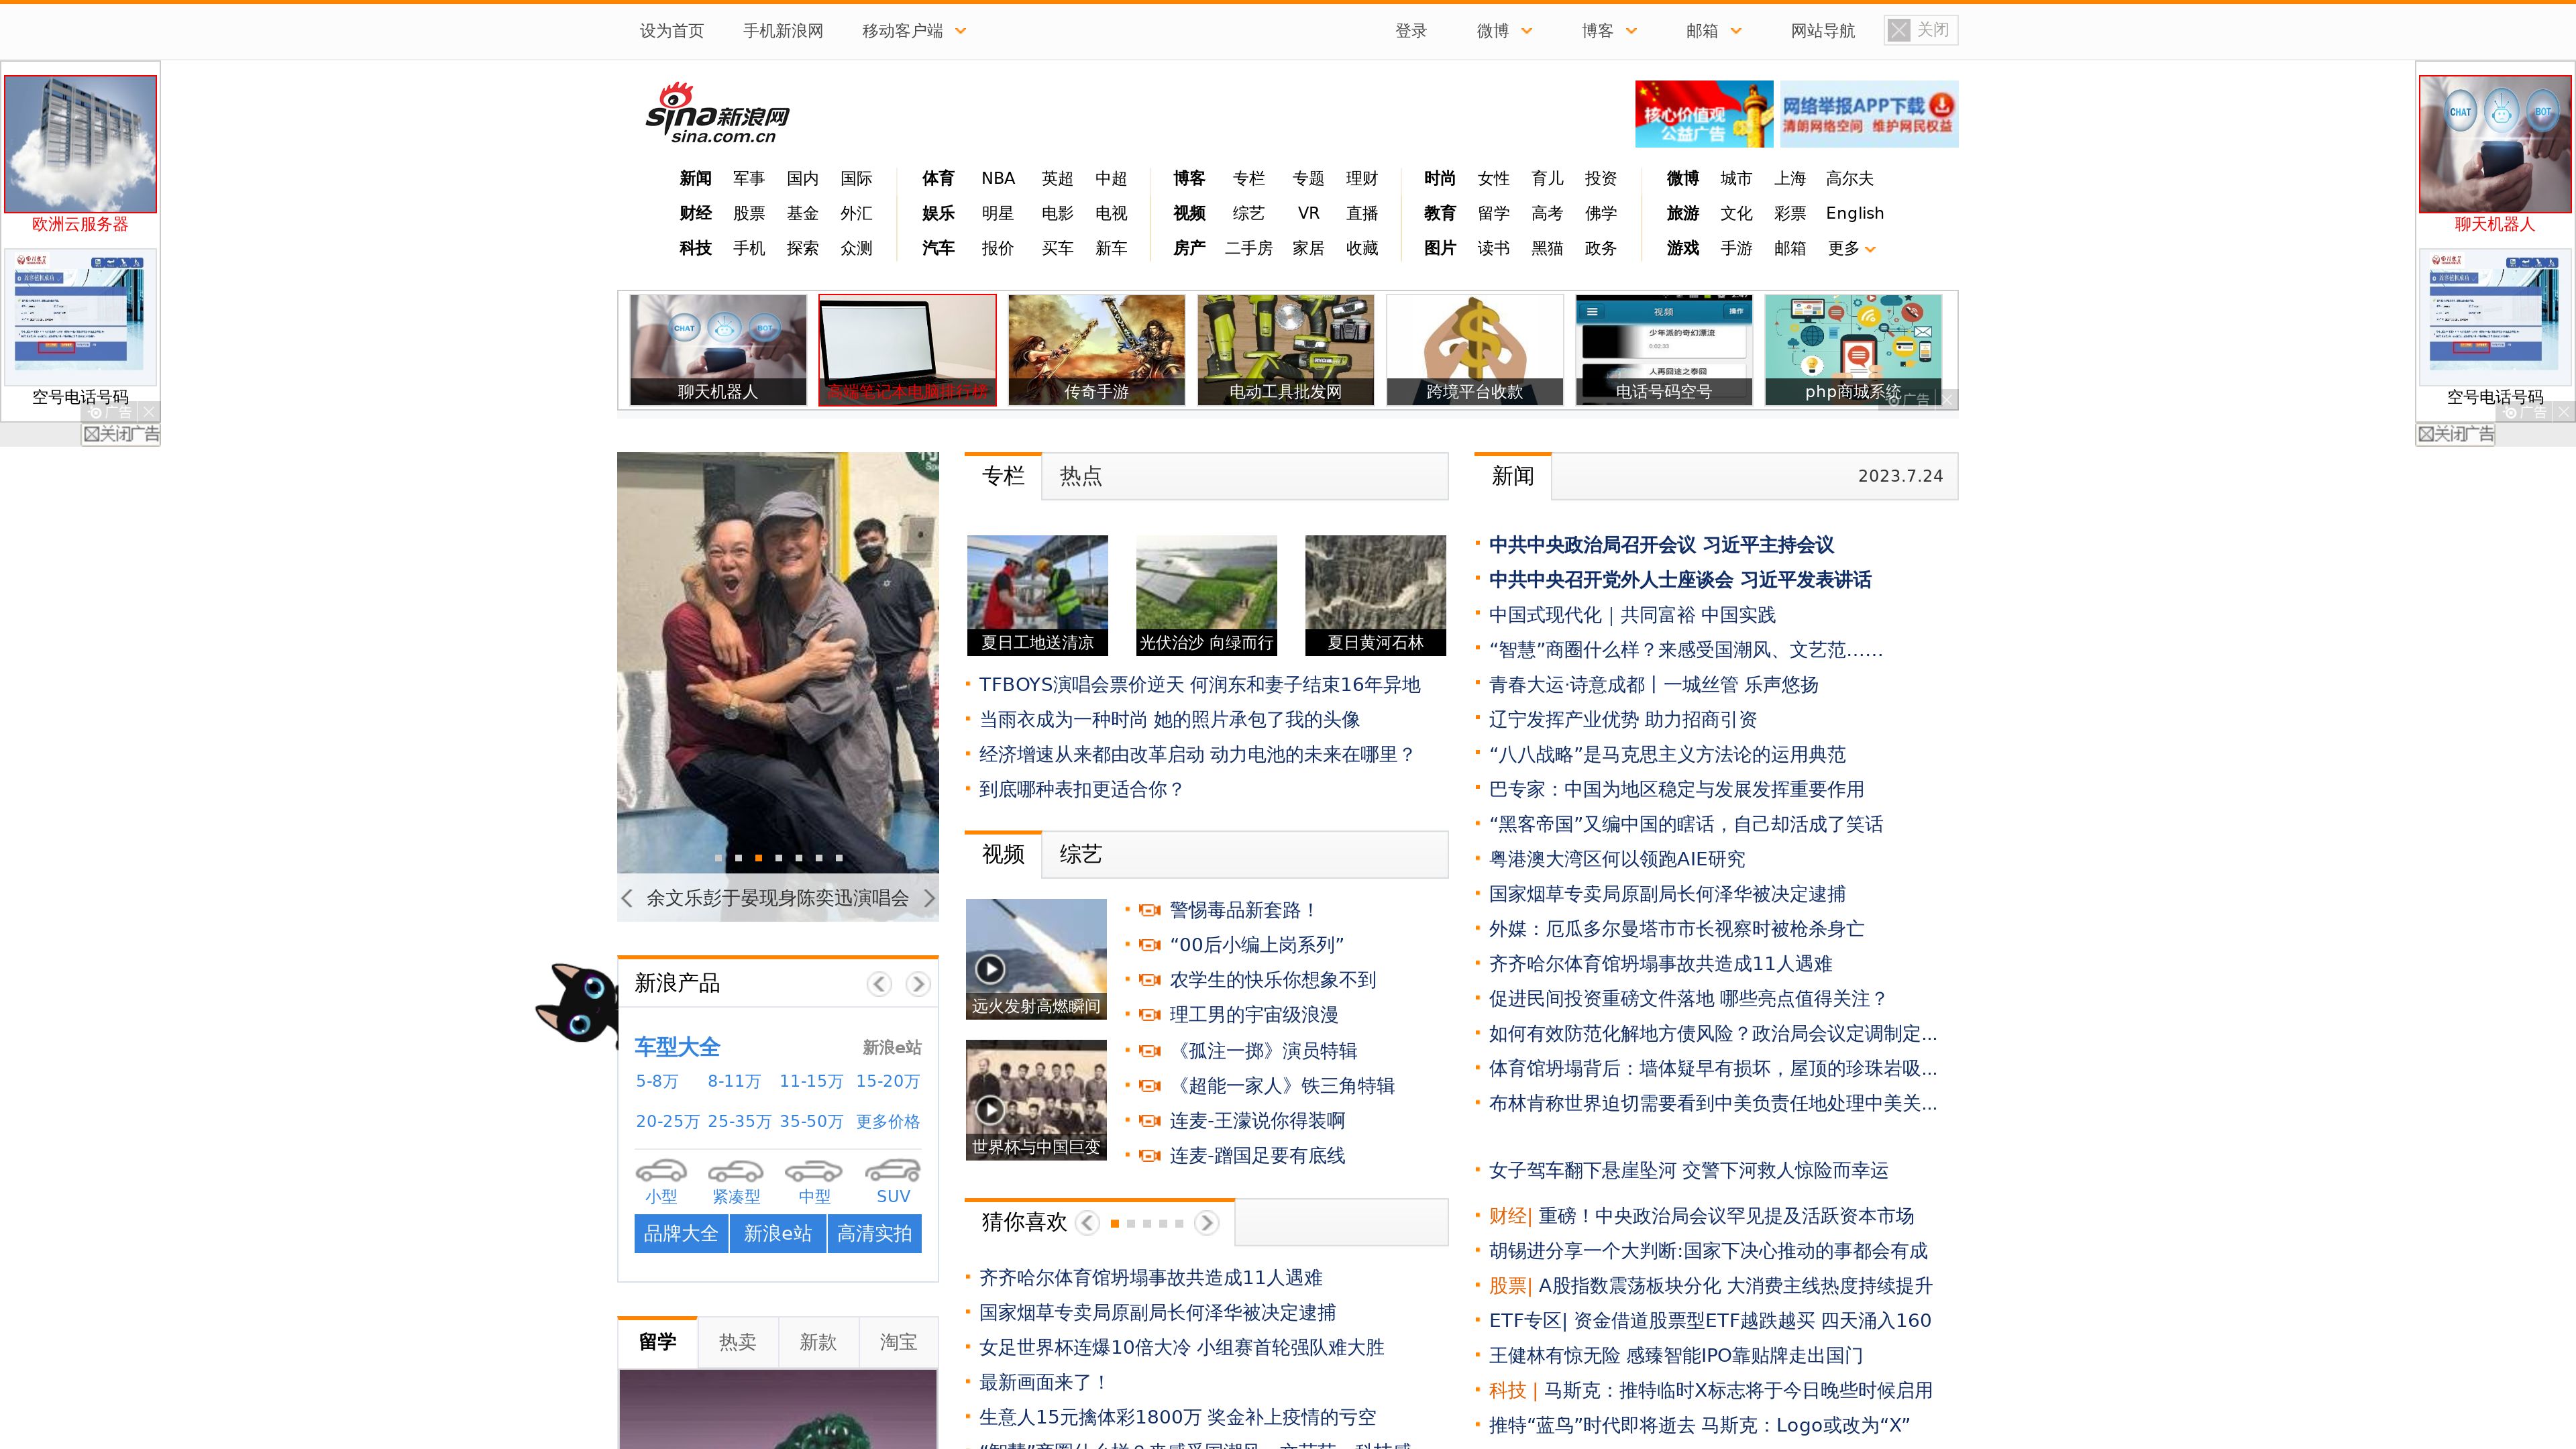 设为首页 手机新浪网 移动客户端 登录 微博 博客 邮箱 网站导航 关闭
sina新浪网
sina.com.cn
核心价值观
公益广告
网络举报APP下载
清朗网络空间 维护网民权益
新闻 军事 国内 国际 体育 NBA 英超 中超 博客 专栏 专题 理财 时尚 女性 育儿 投资 微博 城市 上海 高尔夫
财经 股票 基金 外汇 娱乐 明星 电影 电视 视频 综艺 VR 直播 教育 留学 高考 佛学 旅游 文化 彩票 English
科技 手机 探索 众测 汽车 报价 买车 新车 房产 二手房 家居 收藏 图片 读书 黑猫 政务 游戏 手游 邮箱 更多
欧洲云服务器
空号电话号码
广告
关闭广告
CHAT BOT
聊天机器人
空号电话号码
广告
关闭广告
CHAT BOT
聊天机器人
高端笔记本电脑排行榜
传奇手游
电动工具批发网
跨境平台收款
视频 操作
少年派的奇幻漂流
0:02:33
人再囧途之泰囧
电话号码空号
php商城系统
广告
余文乐彭于晏现身陈奕迅演唱会
新浪产品
车型大全 新浪e站
5-8万 8-11万 11-15万 15-20万
20-25万 25-35万 35-50万 更多价格
小型 紧凑型 中型 SUV
品牌大全 新浪e站 高清实拍
留学 热卖 新款 淘宝
专栏 热点
夏日工地送清凉 光伏治沙 向绿而行 夏日黄河石林
TFBOYS演唱会票价逆天 何润东和妻子结束16年异地
当雨衣成为一种时尚 她的照片承包了我的头像
经济增速从来都由改革启动 动力电池的未来在哪里？
到底哪种表扣更适合你？
视频 综艺
远火发射高燃瞬间
世界杯与中国巨变
警惕毒品新套路！
“00后小编上岗系列”
农学生的快乐你想象不到
理工男的宇宙级浪漫
《孤注一掷》演员特辑
《超能一家人》铁三角特辑
连麦-王濛说你得装啊
连麦-蹭国足要有底线
猜你喜欢
齐齐哈尔体育馆坍塌事故共造成11人遇难
国家烟草专卖局原副局长何泽华被决定逮捕
女足世界杯连爆10倍大冷 小组赛首轮强队难大胜
最新画面来了！
生意人15元擒体彩1800万 奖金补上疫情的亏空
新闻 2023.7.24
中共中央政治局召开会议 习近平主持会议
中共中央召开党外人士座谈会 习近平发表讲话
中国式现代化｜共同富裕 中国实践
“智慧”商圈什么样？来感受国潮风、文艺范……
青春大运·诗意成都丨一城丝管 乐声悠扬
辽宁发挥产业优势 助力招商引资
“八八战略”是马克思主义方法论的运用典范
巴专家：中国为地区稳定与发展发挥重要作用
“黑客帝国”又编中国的瞎话，自己却活成了笑话
粤港澳大湾区何以领跑AIE研究
国家烟草专卖局原副局长何泽华被决定逮捕
外媒：厄瓜多尔曼塔市市长视察时被枪杀身亡
齐齐哈尔体育馆坍塌事故共造成11人遇难
促进民间投资重磅文件落地 哪些亮点值得关注？
如何有效防范化解地方债风险？政治局会议定调制定...
体育馆坍塌背后：墙体疑早有损坏，屋顶的珍珠岩吸...
布林肯称世界迫切需要看到中美负责任地处理中美关...
女子驾车翻下悬崖坠河 交警下河救人惊险而幸运
财经| 重磅！中央政治局会议罕见提及活跃资本市场
胡锡进分享一个大判断:国家下决心推动的事都会有成
股票| A股指数震荡板块分化 大消费主线热度持续提升
ETF专区| 资金借道股票型ETF越跌越买 四天涌入160
王健林有惊无险 感臻智能IPO靠贴牌走出国门
科技 | 马斯克：推特临时X标志将于今日晚些时候启用
推特“蓝鸟”时代即将逝去 马斯克：Logo或改为“X”